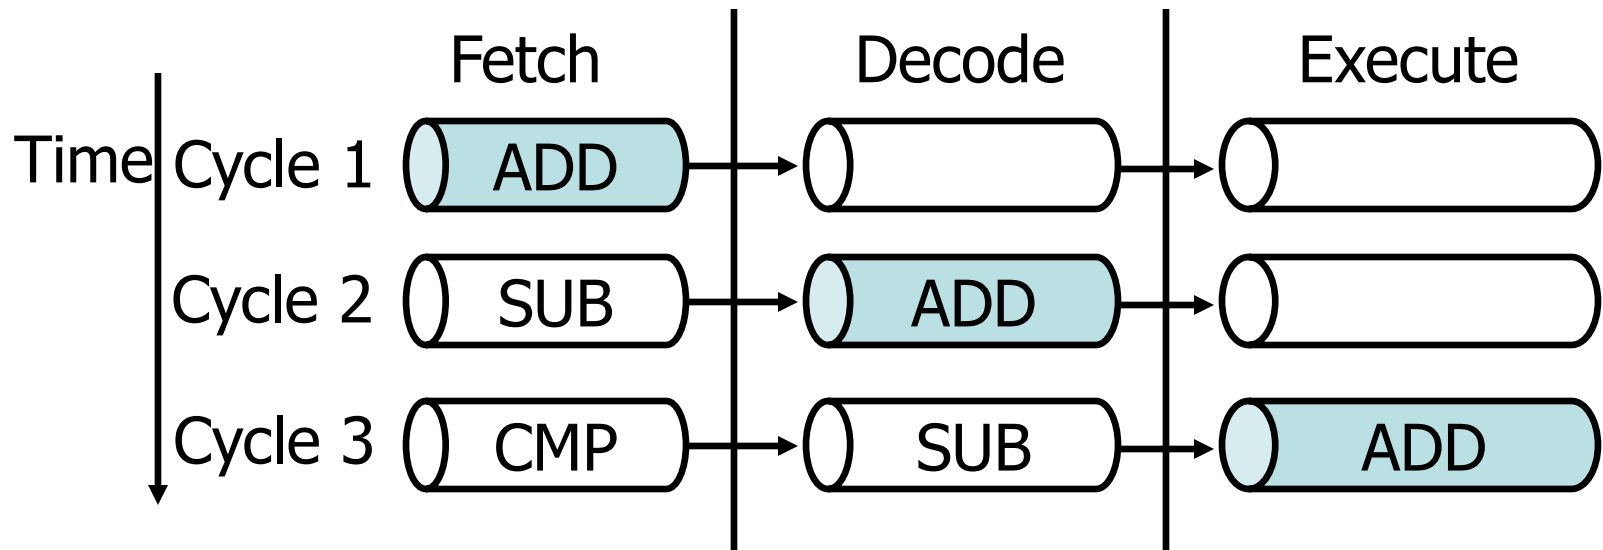 Fetch Decode Execute
Time Cycle 1 ADD
Cycle 2 SUB ADD
Cycle 3 CMP SUB ADD